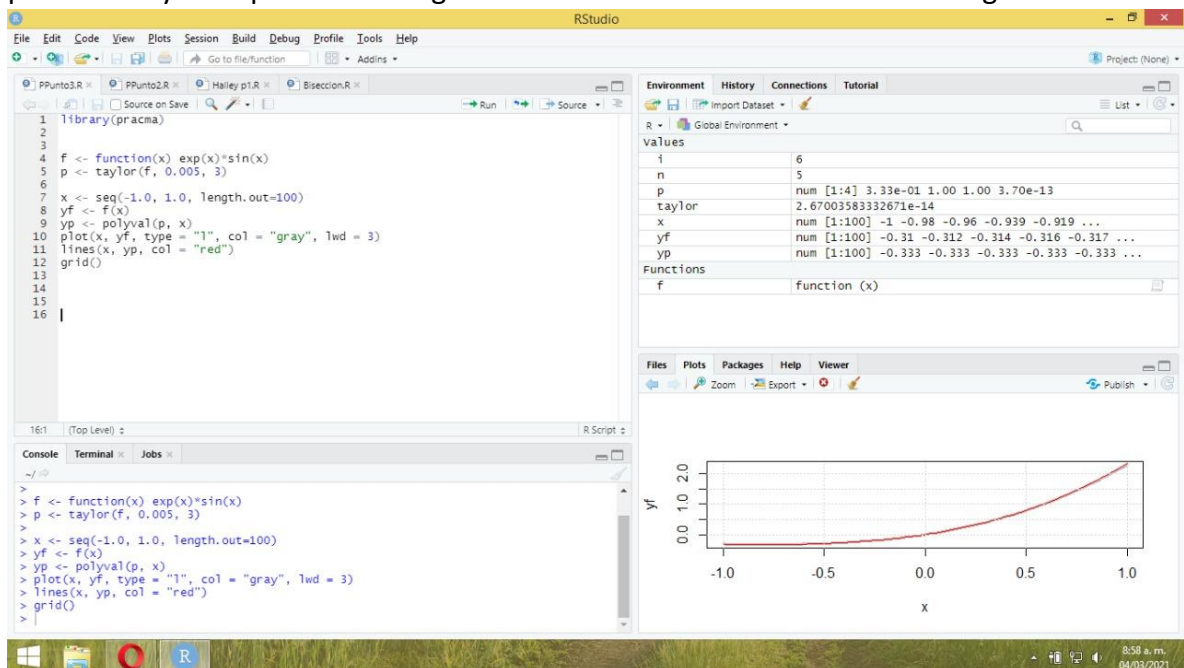 RStudio
File Edit Code View Plots Session Build Debug Profile Tools Help
Go to file/function Addins Project: (None)
PPunto3.R PPunto2.R Halley p1.R Biseccion.R
Source on Save Run Source
1 library(pracma)
2
3
4 f <- function(x) exp(x)*sin(x)
5 p <- taylor(f, 0.005, 3)
6
7 x <- seq(-1.0, 1.0, length.out=100)
8 yf <- f(x)
9 yp <- polyval(p, x)
10 plot(x, yf, type = "l", col = "gray", lwd = 3)
11 lines(x, yp, col = "red")
12 grid()
13
14
15
16
16:1 (Top Level) R Script
Console Terminal Jobs
~/
>
> f <- function(x) exp(x)*sin(x)
> p <- taylor(f, 0.005, 3)
>
> x <- seq(-1.0, 1.0, length.out=100)
> yf <- f(x)
> yp <- polyval(p, x)
> plot(x, yf, type = "l", col = "gray", lwd = 3)
> lines(x, yp, col = "red")
> grid()
>
Environment History Connections Tutorial
Import Dataset List
R Global Environment
Values
i 6
n 5
p num [1:4] 3.33e-01 1.00 1.00 3.70e-13
taylor 2.67003583332671e-14
x num [1:100] -1 -0.98 -0.96 -0.939 -0.919 ...
yf num [1:100] -0.31 -0.312 -0.314 -0.316 -0.317 ...
yp num [1:100] -0.333 -0.333 -0.333 -0.333 -0.333 ...
Functions
f function (x)
Files Plots Packages Help Viewer
Zoom Export Publish
yf
0.0 1.0 2.0
-1.0 -0.5 0.0 0.5 1.0
x
8:58 a. m.
04/03/2021